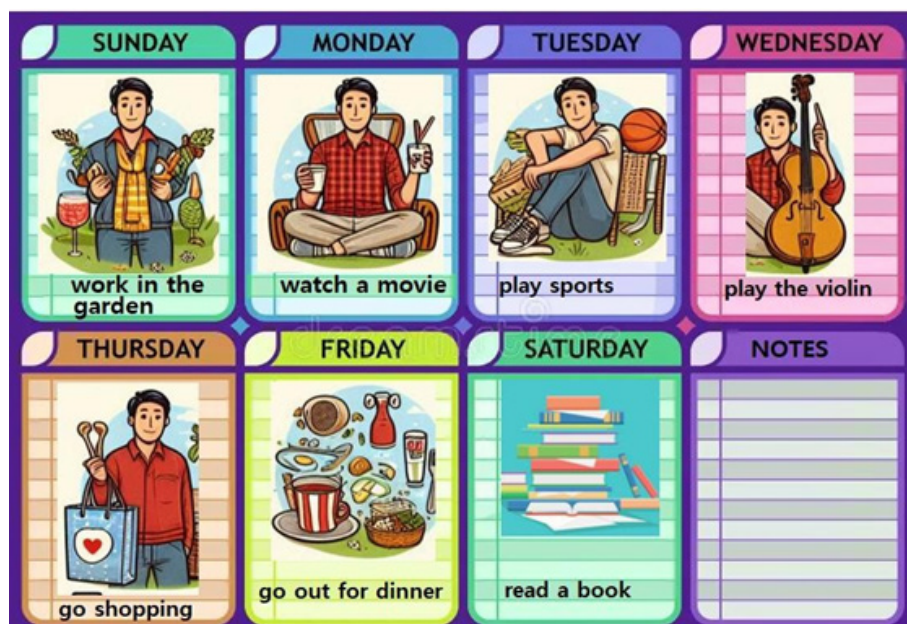 SUNDAY
MONDAY
TUESDAY
WEDNESDAY
work in the
garden
watch a movie
play sports
play the violin
dreamstime
THURSDAY
FRIDAY
SATURDAY
NOTES
go shopping
go out for dinner
read a book